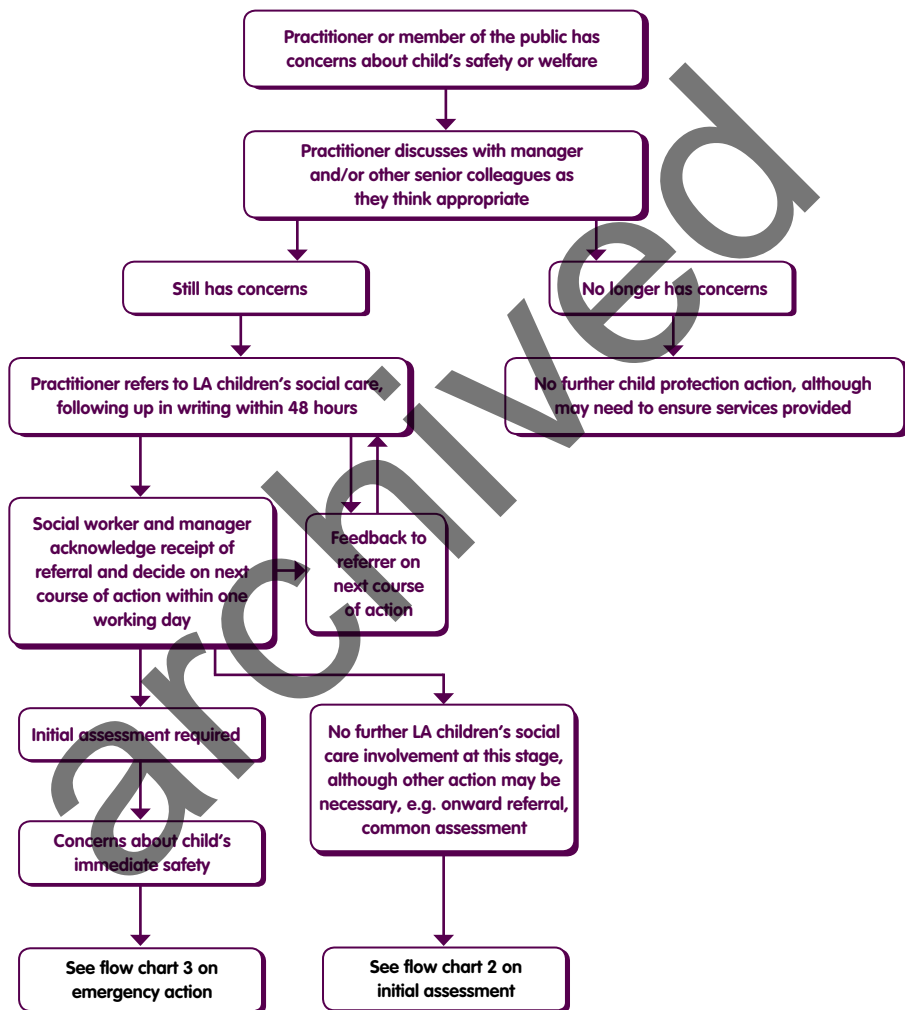 Practitioner or member of the public has
concerns about child’s safety or welfare
Practitioner discusses with manager
and/or other senior colleagues as
they think appropriate
Still has concerns
No longer has concerns
Practitioner refers to LA children’s social care,
following up in writing within 48 hours
No further child protection action, although
may need to ensure services provided
Social worker and manager
acknowledge receipt of
referral and decide on next
course of action within one
working day
Feedback to
referrer on
next course
of action
Initial assessment required
No further LA children’s social
care involvement at this stage,
although other action may be
necessary, e.g. onward referral,
common assessment
Concerns about child’s
immediate safety
See flow chart 3 on
emergency action
See flow chart 2 on
initial assessment
archived